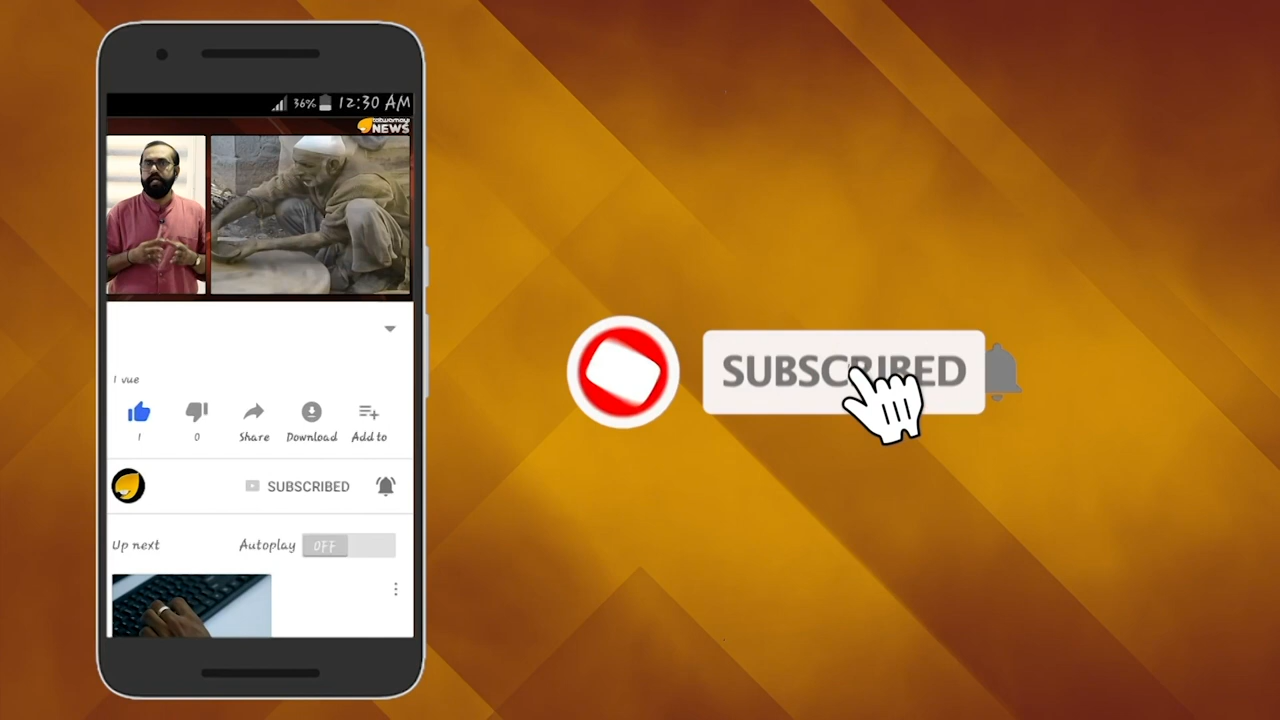 36% 12:30 AM
tatwamayi
NEWS
1 vue
1
0
Share
Download
Add to
SUBSCRIBED
Up next
Autoplay
OFF
SUBSCRIBED